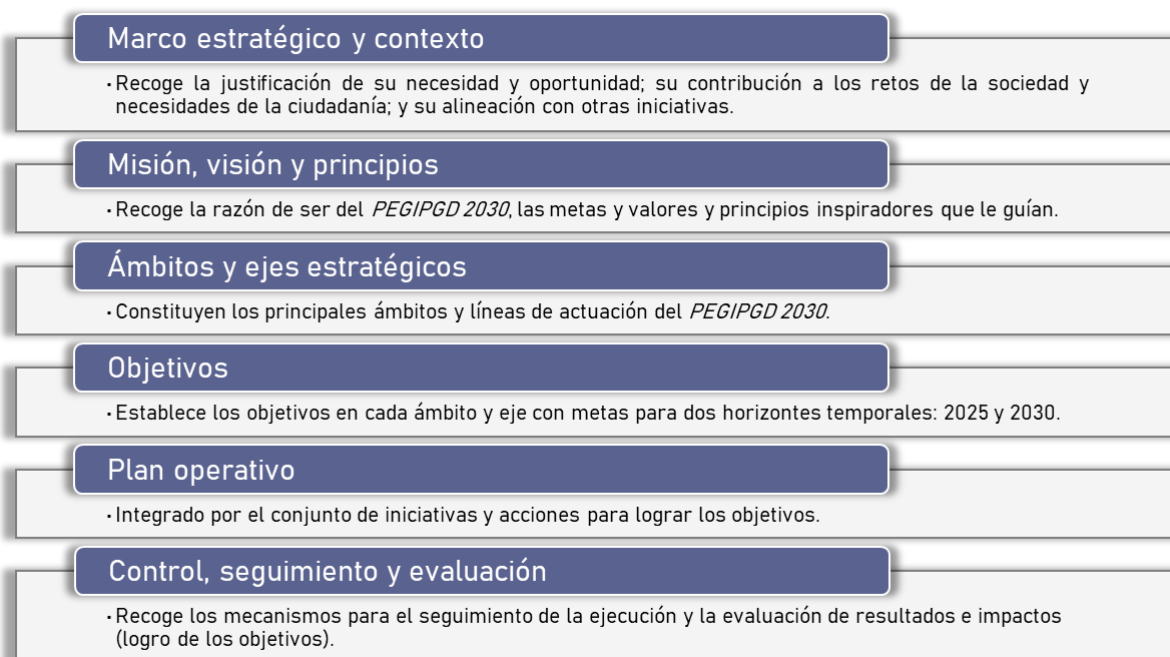 Marco estratégico y contexto
· Recoge la justificación de su necesidad y oportunidad; su contribución a los retos de la sociedad y
necesidades de la ciudadanía; y su alineación con otras iniciativas.
Misión, visión y principios
· Recoge la razón de ser del PEGIPGD 2030, las metas y valores y principios inspiradores que le guían.
Ámbitos y ejes estratégicos
· Constituyen los principales ámbitos y líneas de actuación del PEGIPGD 2030.
Objetivos
· Establece los objetivos en cada ámbito y eje con metas para dos horizontes temporales: 2025 y 2030.
Plan operativo
· Integrado por el conjunto de iniciativas y acciones para lograr los objetivos.
Control, seguimiento y evaluación
· Recoge los mecanismos para el seguimiento de la ejecución y la evaluación de resultados e impactos
(logro de los objetivos).